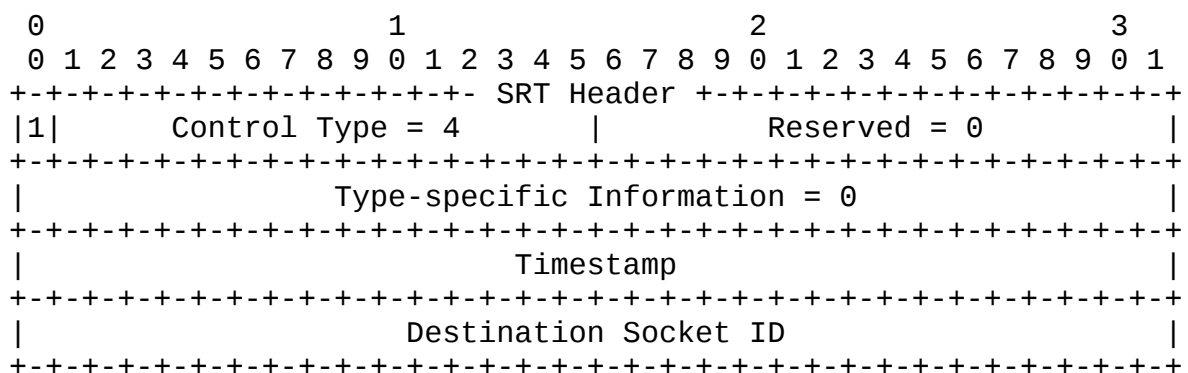 0                   1                   2                   3
 0 1 2 3 4 5 6 7 8 9 0 1 2 3 4 5 6 7 8 9 0 1 2 3 4 5 6 7 8 9 0 1
+-+-+-+-+-+-+-+-+-+-+-+-+- SRT Header +-+-+-+-+-+-+-+-+-+-+-+-+-+
|1|      Control Type = 4       |         Reserved = 0          |
+-+-+-+-+-+-+-+-+-+-+-+-+-+-+-+-+-+-+-+-+-+-+-+-+-+-+-+-+-+-+-+-+
|                 Type-specific Information = 0                 |
+-+-+-+-+-+-+-+-+-+-+-+-+-+-+-+-+-+-+-+-+-+-+-+-+-+-+-+-+-+-+-+-+
|                           Timestamp                           |
+-+-+-+-+-+-+-+-+-+-+-+-+-+-+-+-+-+-+-+-+-+-+-+-+-+-+-+-+-+-+-+-+
|                     Destination Socket ID                     |
+-+-+-+-+-+-+-+-+-+-+-+-+-+-+-+-+-+-+-+-+-+-+-+-+-+-+-+-+-+-+-+-+